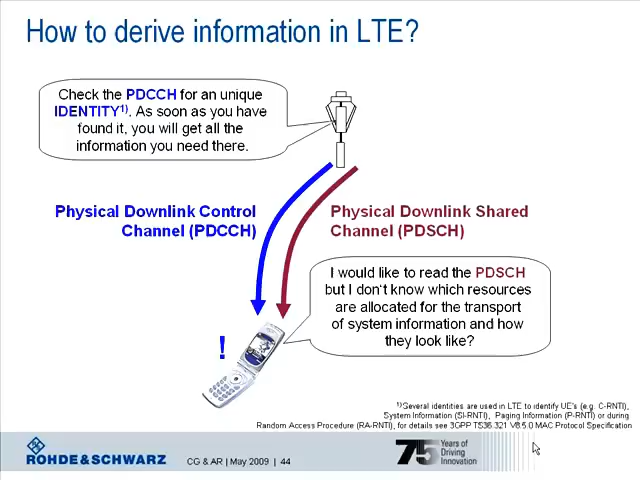 How to derive information in LTE?
Check the PDCCH for an unique
IDENTITY1). As soon as you have
found it, you will get all the
information you need there.
Physical Downlink Control
Channel (PDCCH)
Physical Downlink Shared
Channel (PDSCH)
I would like to read the PDSCH
but I don't know which resources
are allocated for the transport
of system information and how
they look like?
!
1)Several identities are used in LTE to identify UE's (e.g. C-RNTI),
System Information (SI-RNTI), Paging Information (P-RNTI) or during
Random Access Procedure (RA-RNTI), for details see 3GPP TS36.321 V8.5.0 MAC Protocol Specification
ROHDE&SCHWARZ
CG & AR | May 2009 | 44
75 Years of
Driving
Innovation